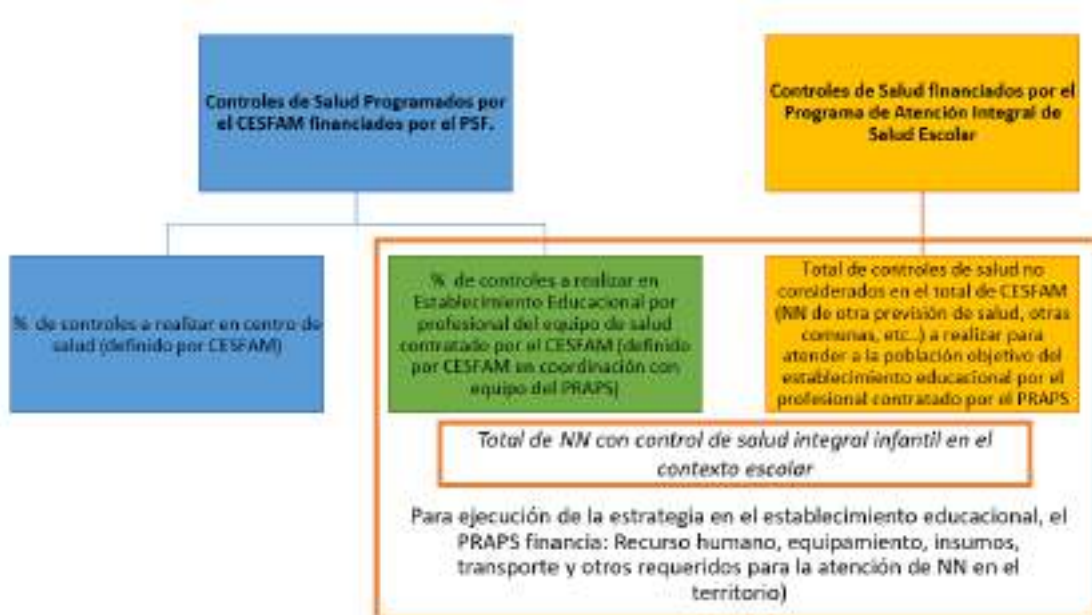 Controles de Salud Programados por
el CESFAM financiados por el PSF.
Controles de Salud financiados por el
Programa de Atención Integral de
Salud Escolar
% de controles a realizar en centro de
salud (definido por CESFAM)
% de controles a realizar en
Establecimiento Educacional por
profesional del equipo de salud
contratado por el CESFAM (definido
por CESFAM en coordinación con
equipo del PRAPS)
Total de controles de salud no
considerados en el total de CESFAM
(NN de otra previsión de salud, otras
comunas, etc..) a realizar para
atender a la población objetivo del
establecimiento educacional por el
profesional contratado por el PRAPS
Total de NN con control de salud integral infantil en el
contexto escolar
Para ejecución de la estrategia en el establecimiento educacional, el
PRAPS financia: Recurso humano, equipamiento, insumos,
transporte y otros requeridos para la atención de NN en el
territorio)